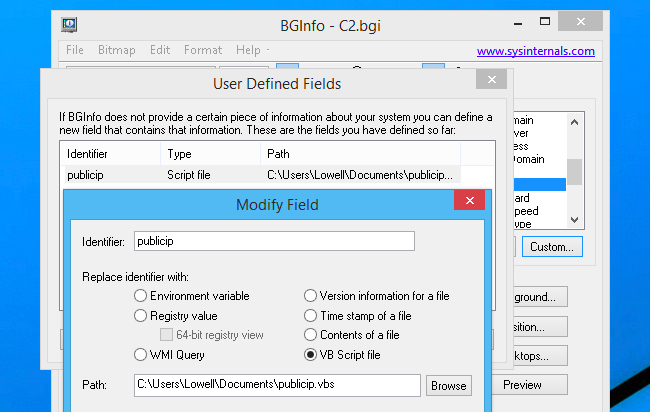 BGInfo - C2.bgi
File Bitmap Edit Format Help
www.sysinternals.com
User Defined Fields
If BGInfo does not provide a certain piece of information about your system you can define a
new field that contains that information. These are the fields you have defined so far:
Identifier Type Path
publicip Script file C:\Users\Lowell\Documents\publicip...
Modify Field
Identifier: publicip
Replace identifier with:
Environment variable Version information for a file
Registry value Time stamp of a file
64-bit registry view Contents of a file
WMI Query VB Script file
Path: C:\Users\Lowell\Documents\publicip.vbs Browse
main
ver
ess
Domain
ard
peed
ype
Custom...
ground...
sition...
ktops...
Preview